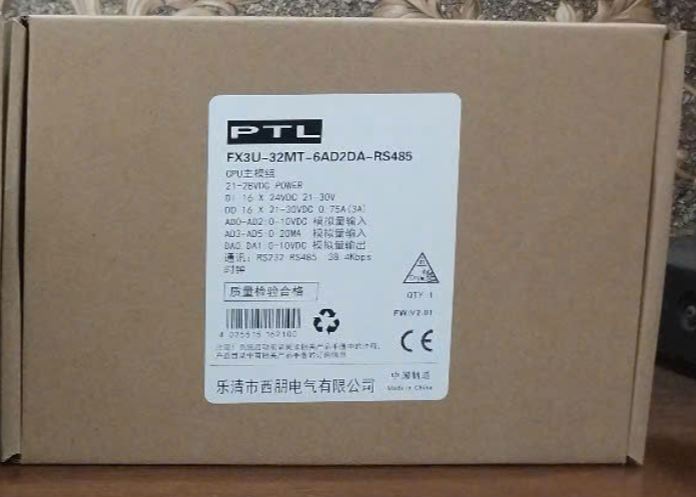 PTL
FX3U-32MT-6AD2DA-RS485
CPU主模组
21-28VDC POWER
DI 16 X 24VDC 21-30V
DO 16 X 21-30VDC 0.75A(3A)
AD0-AD2:0-10VDC 模拟量输入
AD3-AD5:0-20MA 模拟量输入
DA0.DA1:0-10VDC 模拟量输出
通讯：RS232 RS485 38.4Kbps
时钟
质量检验合格
QTY 1
FW:V2.01
CE
乐清市西朋电气有限公司
中国制造
Made in China